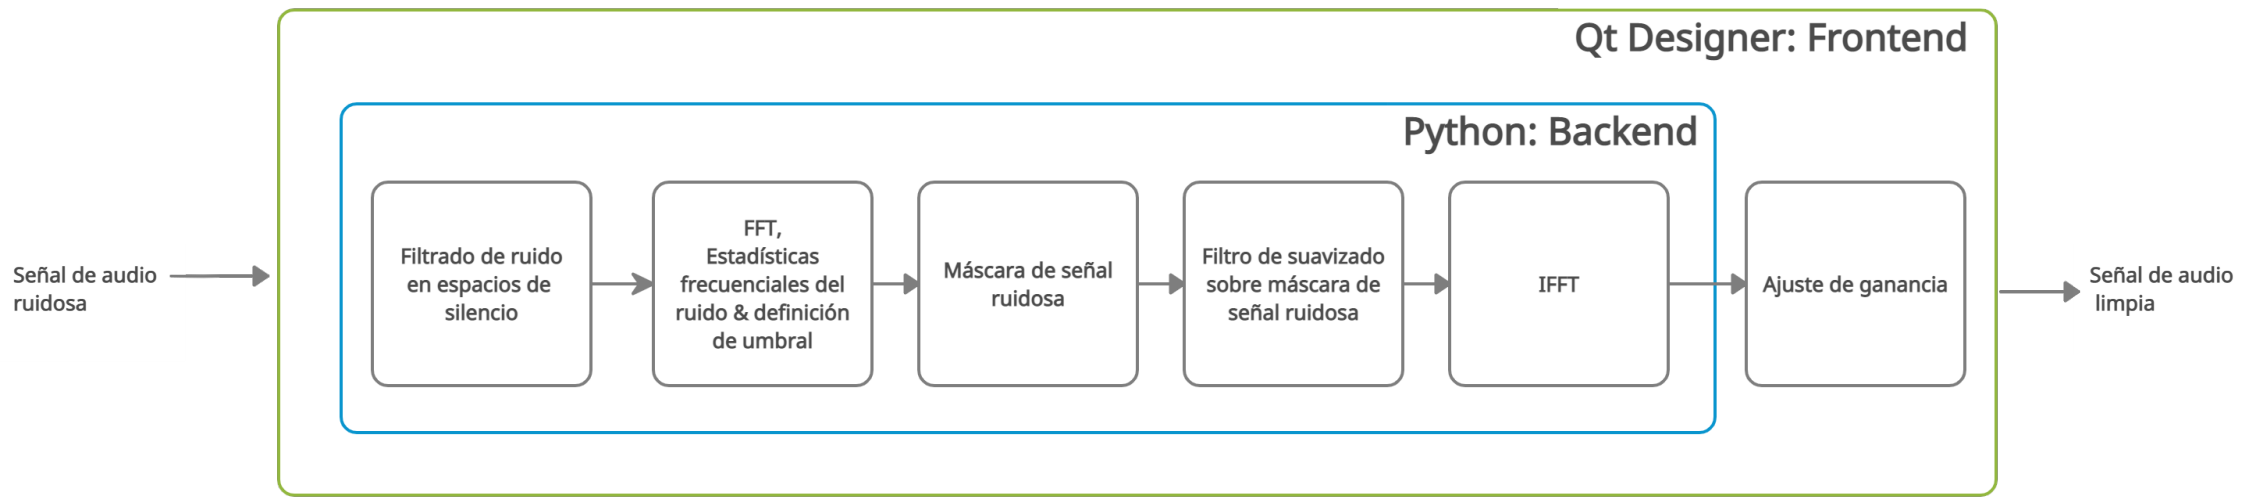 Qt Designer: Frontend
Python: Backend
Señal de audio
ruidosa
Filtrado de ruido
en espacios de
silencio
FFT,
Estadísticas
frecuenciales del
ruido & definición
de umbral
Máscara de señal
ruidosa
Filtro de suavizado
sobre máscara de
señal ruidosa
IFFT
Ajuste de ganancia
Señal de audio
limpia